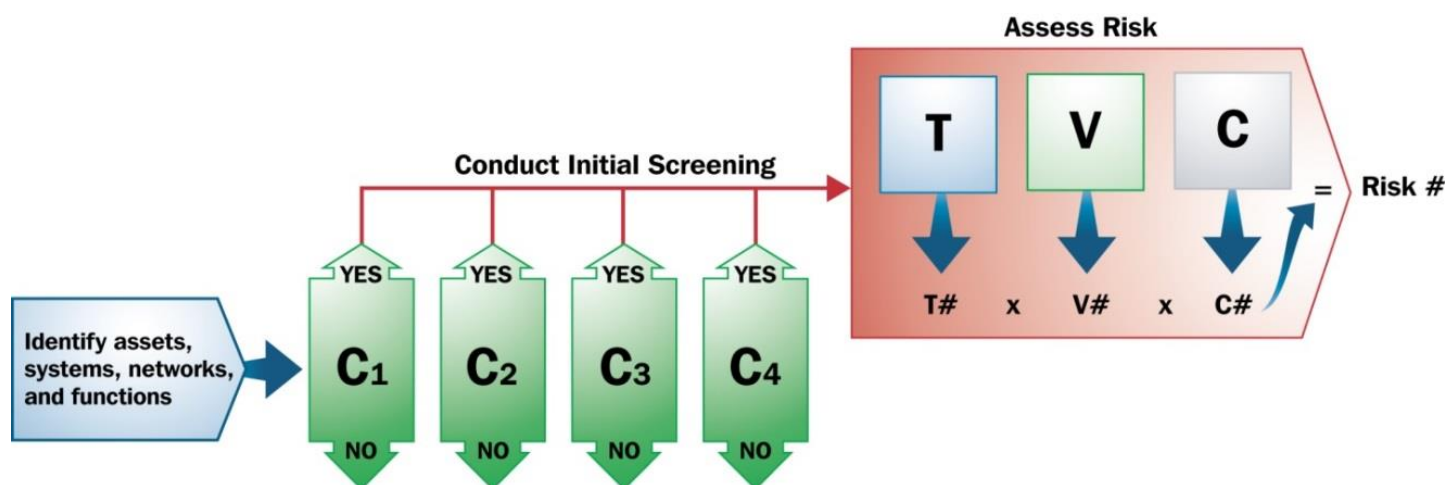 Assess Risk
T V C
= Risk #
T# x V# x C#
Conduct Initial Screening
YES YES YES YES
Identify assets,
systems, networks,
and functions
C1 C2 C3 C4
NO NO NO NO